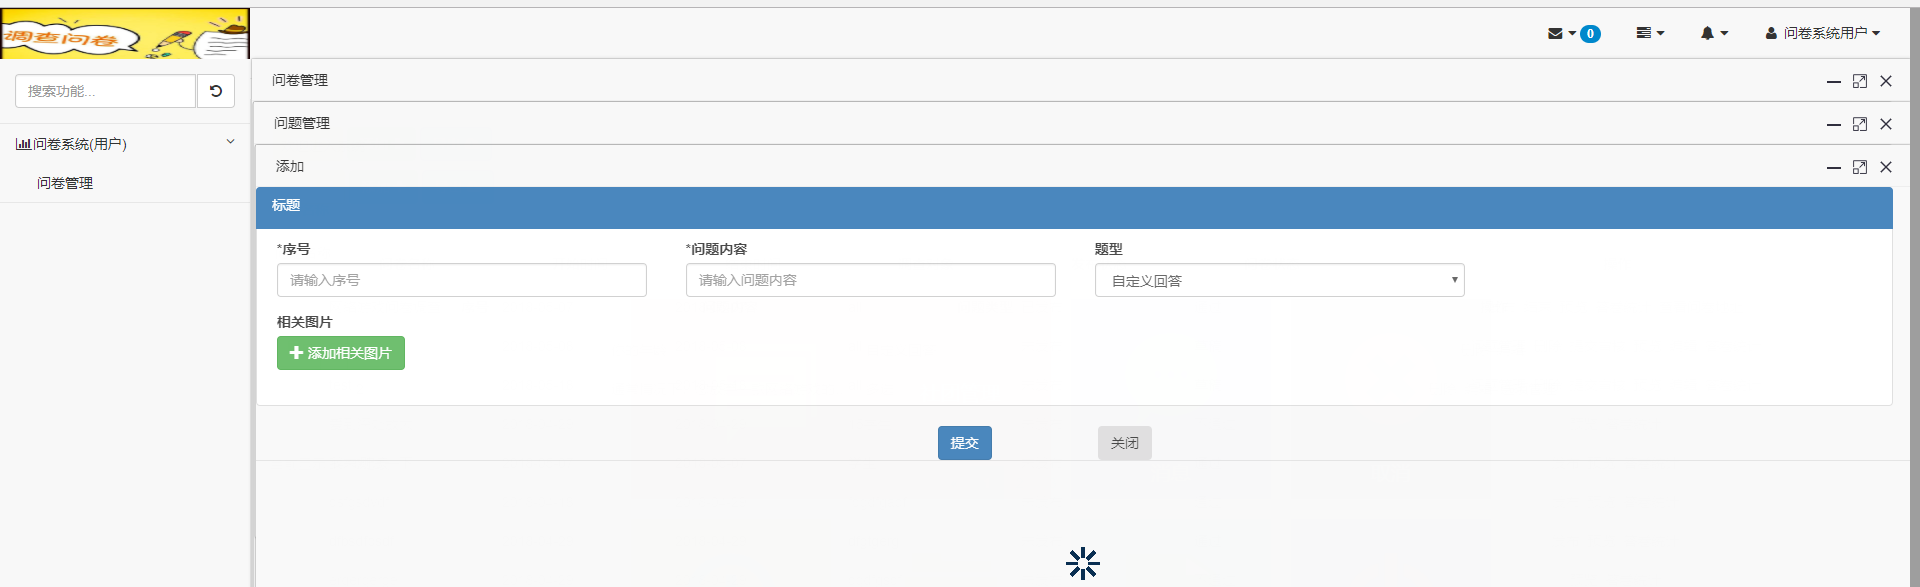 调查问卷
0
问卷系统用户
搜索功能...
问卷系统(用户)
问卷管理
问卷管理
问题管理
添加
标题
*序号 *问题内容 题型
请输入序号 请输入问题内容 自定义回答
相关图片
添加相关图片
提交 关闭